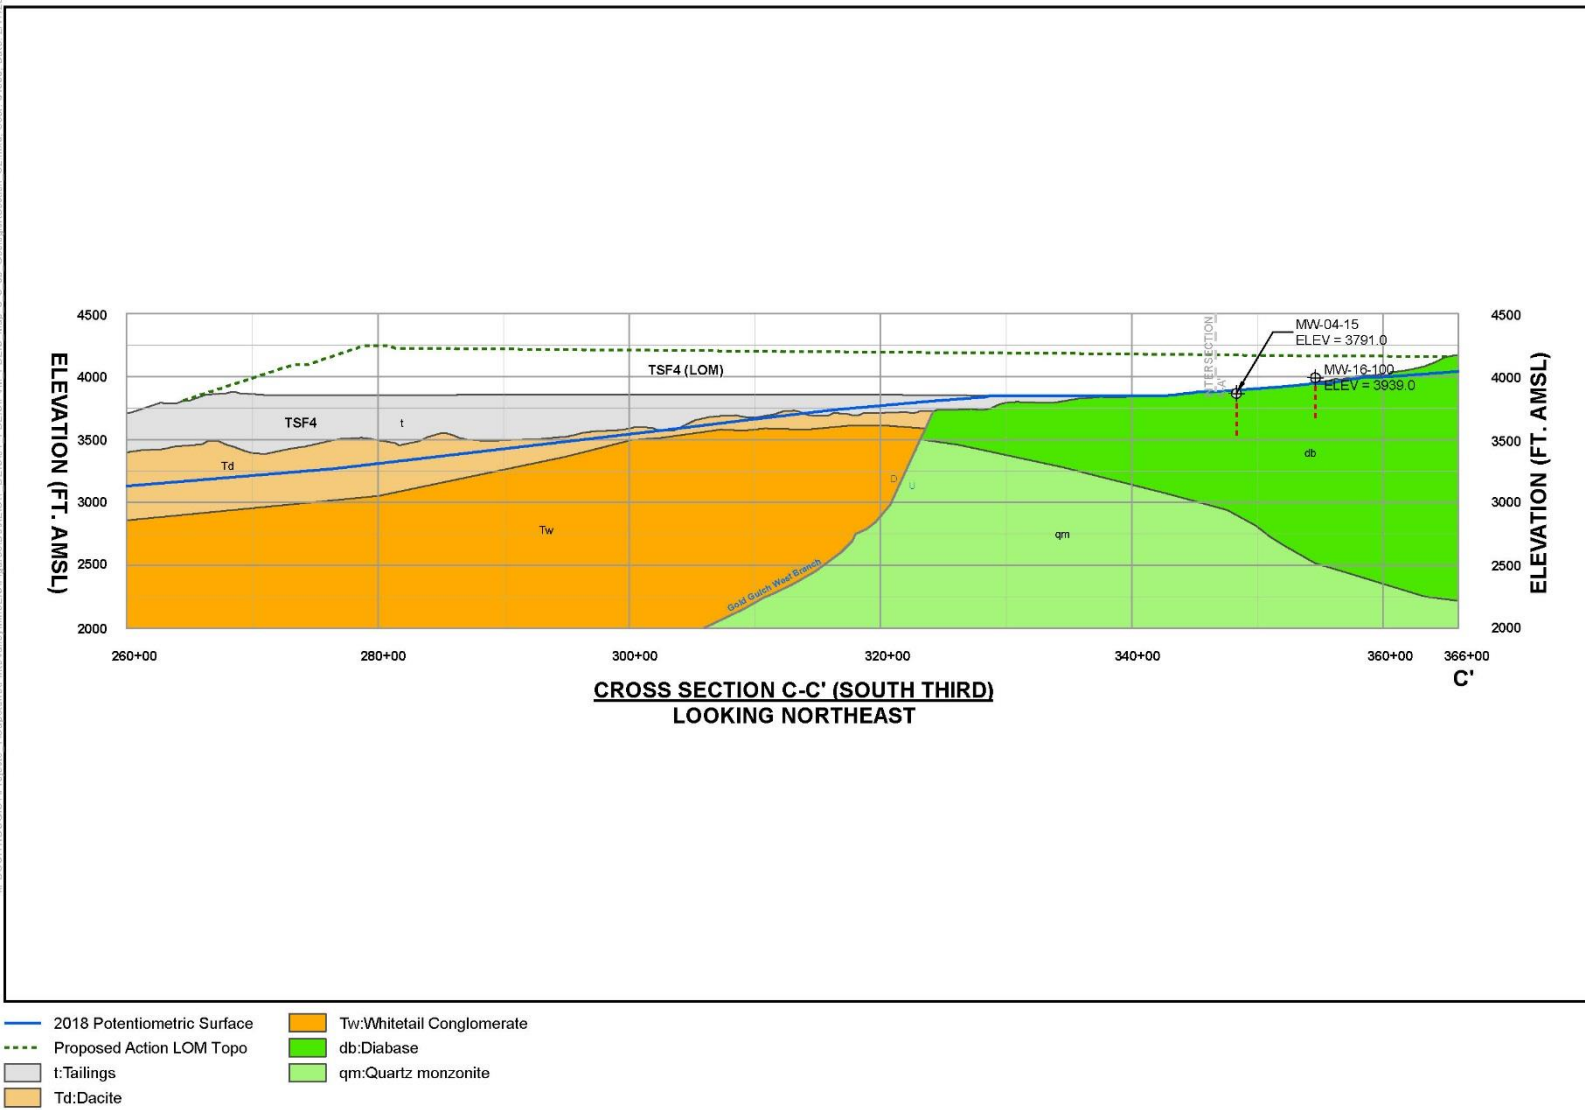 4500
4000
3500
3000
2500
2000
ELEVATION (FT. AMSL)
TSF4 (LOM)
TSF4
t
Td
Tw
D
U
Gold Gulch West Branch
qm
db
MW-04-15
ELEV = 3791.0
MW-16-100
ELEV = 3939.0
4500
4000
3500
3000
2500
2000
ELEVATION (FT. AMSL)
260+00
280+00
300+00
320+00
340+00
360+00
366+00
C'
CROSS SECTION C-C' (SOUTH THIRD)
LOOKING NORTHEAST
2018 Potentiometric Surface
Proposed Action LOM Topo
t:Tailings
Td:Dacite
Tw:Whitetail Conglomerate
db:Diabase
qm:Quartz monzonite